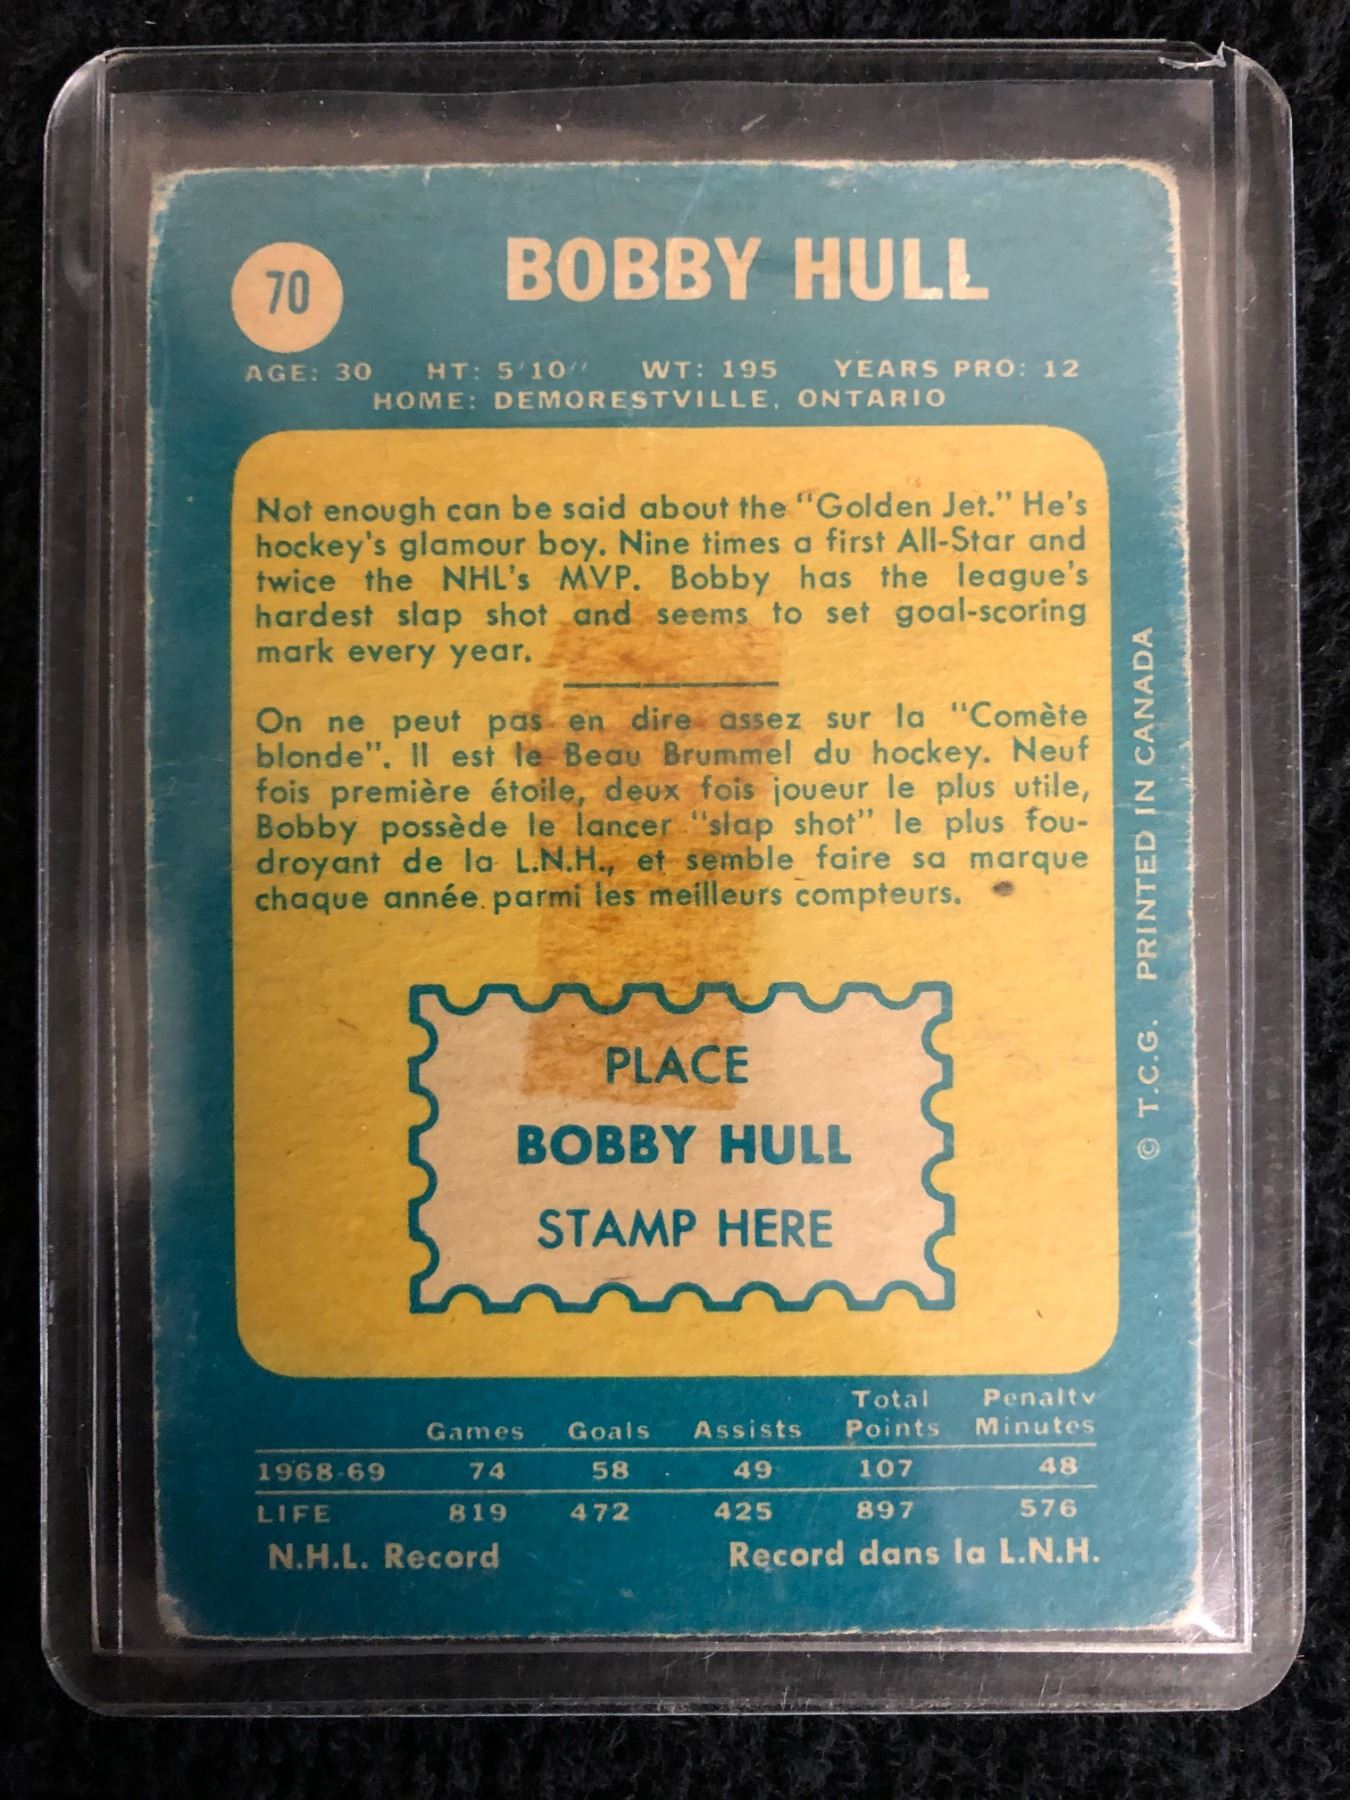 70
BOBBY HULL
AGE: 30 HT: 5'10'' WT: 195 YEARS PRO: 12
HOME: DEMORESTVILLE, ONTARIO
Not enough can be said about the "Golden Jet." He's
hockey's glamour boy. Nine times a first All-Star and
twice the NHL's MVP. Bobby has the league's
hardest slap shot and seems to set goal-scoring
mark every year.
On ne peut pas en dire assez sur la "Comète
blonde". Il est le Beau Brummel du hockey. Neuf
fois première étoile, deux fois joueur le plus utile,
Bobby possède le lancer "slap shot" le plus fou-
droyant de la L.N.H., et semble faire sa marque
chaque année parmi les meilleurs compteurs.
PLACE
BOBBY HULL
STAMP HERE
© T.C.G. PRINTED IN CANADA
Total Penalty
Games Goals Assists Points Minutes
1968-69 74 58 49 107 48
LIFE 819 472 425 897 576
N.H.L. Record Record dans la L.N.H.